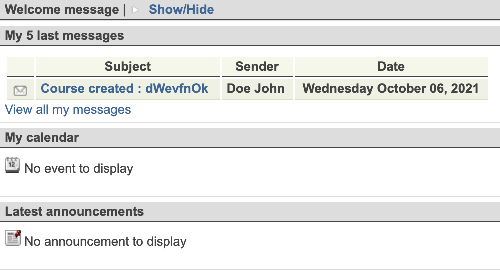 Welcome message | Show/Hide
My 5 last messages
Subject Sender Date
Course created : dWevfnOk Doe John Wednesday October 06, 2021
View all my messages
My calendar
12 No event to display
Latest announcements
No announcement to display